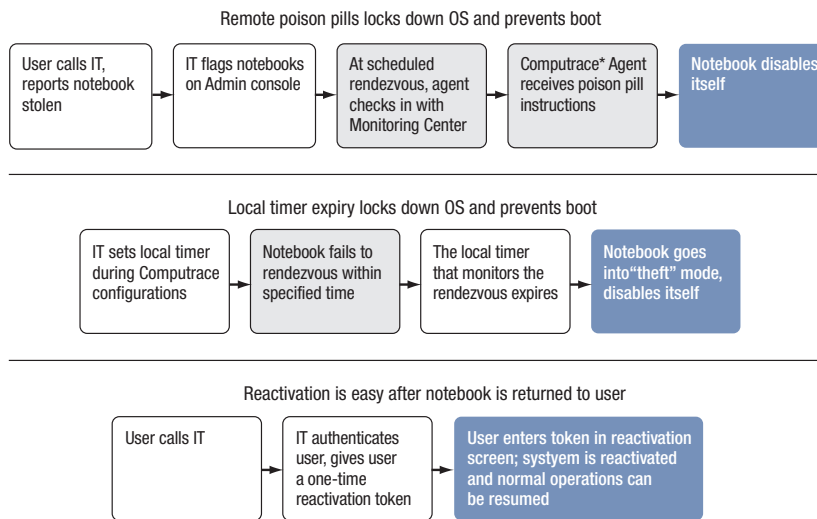 Remote poison pills locks down OS and prevents boot
User calls IT,
reports notebook
stolen
IT flags notebooks
on Admin console
At scheduled
rendezvous, agent
checks in with
Monitoring Center
Computrace* Agent
receives poison pill
instructions
Notebook disables
itself
Local timer expiry locks down OS and prevents boot
IT sets local timer
during Computrace
configurations
Notebook fails to
rendezvous within
specified time
The local timer
that monitors the
rendezvous expires
Notebook goes
into“theft” mode,
disables itself
Reactivation is easy after notebook is returned to user
User calls IT
IT authenticates
user, gives user
a one-time
reactivation token
User enters token in reactivation
screen; systyem is reactivated
and normal operations can
be resumed